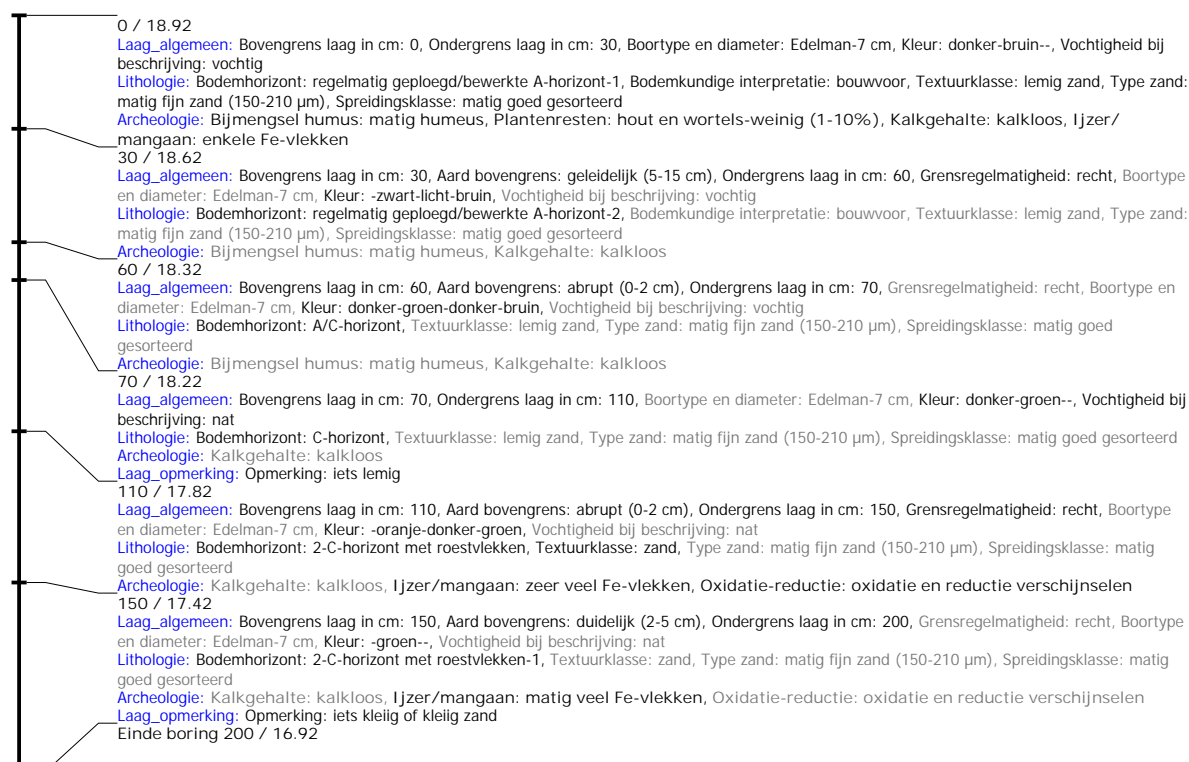 0 / 18.92
Laag_algemeen: Bovengrens laag in cm: 0, Ondergrens laag in cm: 30, Boortype en diameter: Edelman-7 cm, Kleur: donker-bruin--, Vochtigheid bij
beschrijving: vochtig
Lithologie: Bodemhorizont: regelmatig geploegd/bewerkte A-horizont-1, Bodemkundige interpretatie: bouwvoor, Textuurklasse: lemig zand, Type zand:
matig fijn zand (150-210 µm), Spreidingsklasse: matig goed gesorteerd
Archeologie: Bijmengsel humus: matig humeus, Plantenresten: hout en wortels-weinig (1-10%), Kalkgehalte: kalkloos, Ijzer/
mangaan: enkele Fe-vlekken
30 / 18.62
Laag_algemeen: Bovengrens laag in cm: 30, Aard bovengrens: geleidelijk (5-15 cm), Ondergrens laag in cm: 60, Grensregelmatigheid: recht, Boortype
en diameter: Edelman-7 cm, Kleur: -zwart-licht-bruin, Vochtigheid bij beschrijving: vochtig
Lithologie: Bodemhorizont: regelmatig geploegd/bewerkte A-horizont-2, Bodemkundige interpretatie: bouwvoor, Textuurklasse: lemig zand, Type zand:
matig fijn zand (150-210 µm), Spreidingsklasse: matig goed gesorteerd
Archeologie: Bijmengsel humus: matig humeus, Kalkgehalte: kalkloos
60 / 18.32
Laag_algemeen: Bovengrens laag in cm: 60, Aard bovengrens: abrupt (0-2 cm), Ondergrens laag in cm: 70, Grensregelmatigheid: recht, Boortype en
diameter: Edelman-7 cm, Kleur: donker-groen-donker-bruin, Vochtigheid bij beschrijving: vochtig
Lithologie: Bodemhorizont: A/C-horizont, Textuurklasse: lemig zand, Type zand: matig fijn zand (150-210 µm), Spreidingsklasse: matig goed
gesorteerd
Archeologie: Bijmengsel humus: matig humeus, Kalkgehalte: kalkloos
70 / 18.22
Laag_algemeen: Bovengrens laag in cm: 70, Ondergrens laag in cm: 110, Boortype en diameter: Edelman-7 cm, Kleur: donker-groen--, Vochtigheid bij
beschrijving: nat
Lithologie: Bodemhorizont: C-horizont, Textuurklasse: lemig zand, Type zand: matig fijn zand (150-210 µm), Spreidingsklasse: matig goed gesorteerd
Archeologie: Kalkgehalte: kalkloos
Laag_opmerking: Opmerking: iets lemig
110 / 17.82
Laag_algemeen: Bovengrens laag in cm: 110, Aard bovengrens: abrupt (0-2 cm), Ondergrens laag in cm: 150, Grensregelmatigheid: recht, Boortype
en diameter: Edelman-7 cm, Kleur: -oranje-donker-groen, Vochtigheid bij beschrijving: nat
Lithologie: Bodemhorizont: 2-C-horizont met roestvlekken, Textuurklasse: zand, Type zand: matig fijn zand (150-210 µm), Spreidingsklasse: matig
goed gesorteerd
Archeologie: Kalkgehalte: kalkloos, Ijzer/mangaan: zeer veel Fe-vlekken, Oxidatie-reductie: oxidatie en reductie verschijnselen
150 / 17.42
Laag_algemeen: Bovengrens laag in cm: 150, Aard bovengrens: duidelijk (2-5 cm), Ondergrens laag in cm: 200, Grensregelmatigheid: recht, Boortype
en diameter: Edelman-7 cm, Kleur: -groen--, Vochtigheid bij beschrijving: nat
Lithologie: Bodemhorizont: 2-C-horizont met roestvlekken-1, Textuurklasse: zand, Type zand: matig fijn zand (150-210 µm), Spreidingsklasse: matig
goed gesorteerd
Archeologie: Kalkgehalte: kalkloos, Ijzer/mangaan: matig veel Fe-vlekken, Oxidatie-reductie: oxidatie en reductie verschijnselen
Laag_opmerking: Opmerking: iets kleiig of kleiig zand
Einde boring 200 / 16.92